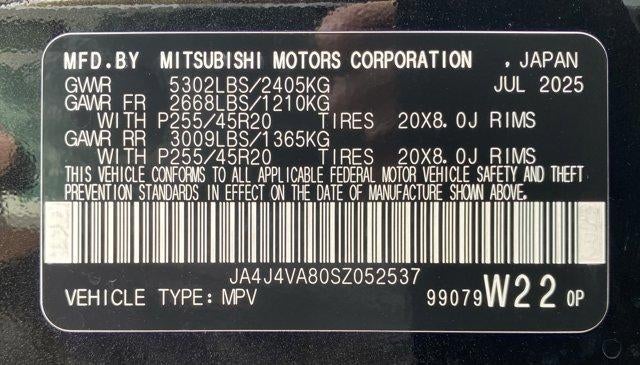 MFD.BY MITSUBISHI MOTORS CORPORATION , JAPAN
GVWR 5302LBS/2405KG JUL 2025
GAWR FR 2668LBS/1210KG
WITH P255/45R20 TIRES 20X8.0J RIMS
GAWR RR 3009LBS/1365KG
WITH P255/45R20 TIRES 20X8.0J RIMS
THIS VEHICLE CONFORMS TO ALL APPLICABLE FEDERAL MOTOR VEHICLE SAFETY AND THEFT
PREVENTION STANDARDS IN EFFECT ON THE DATE OF MANUFACTURE SHOWN ABOVE.
JA4J4VA80SZ052537
VEHICLE TYPE: MPV 99079W22 0P